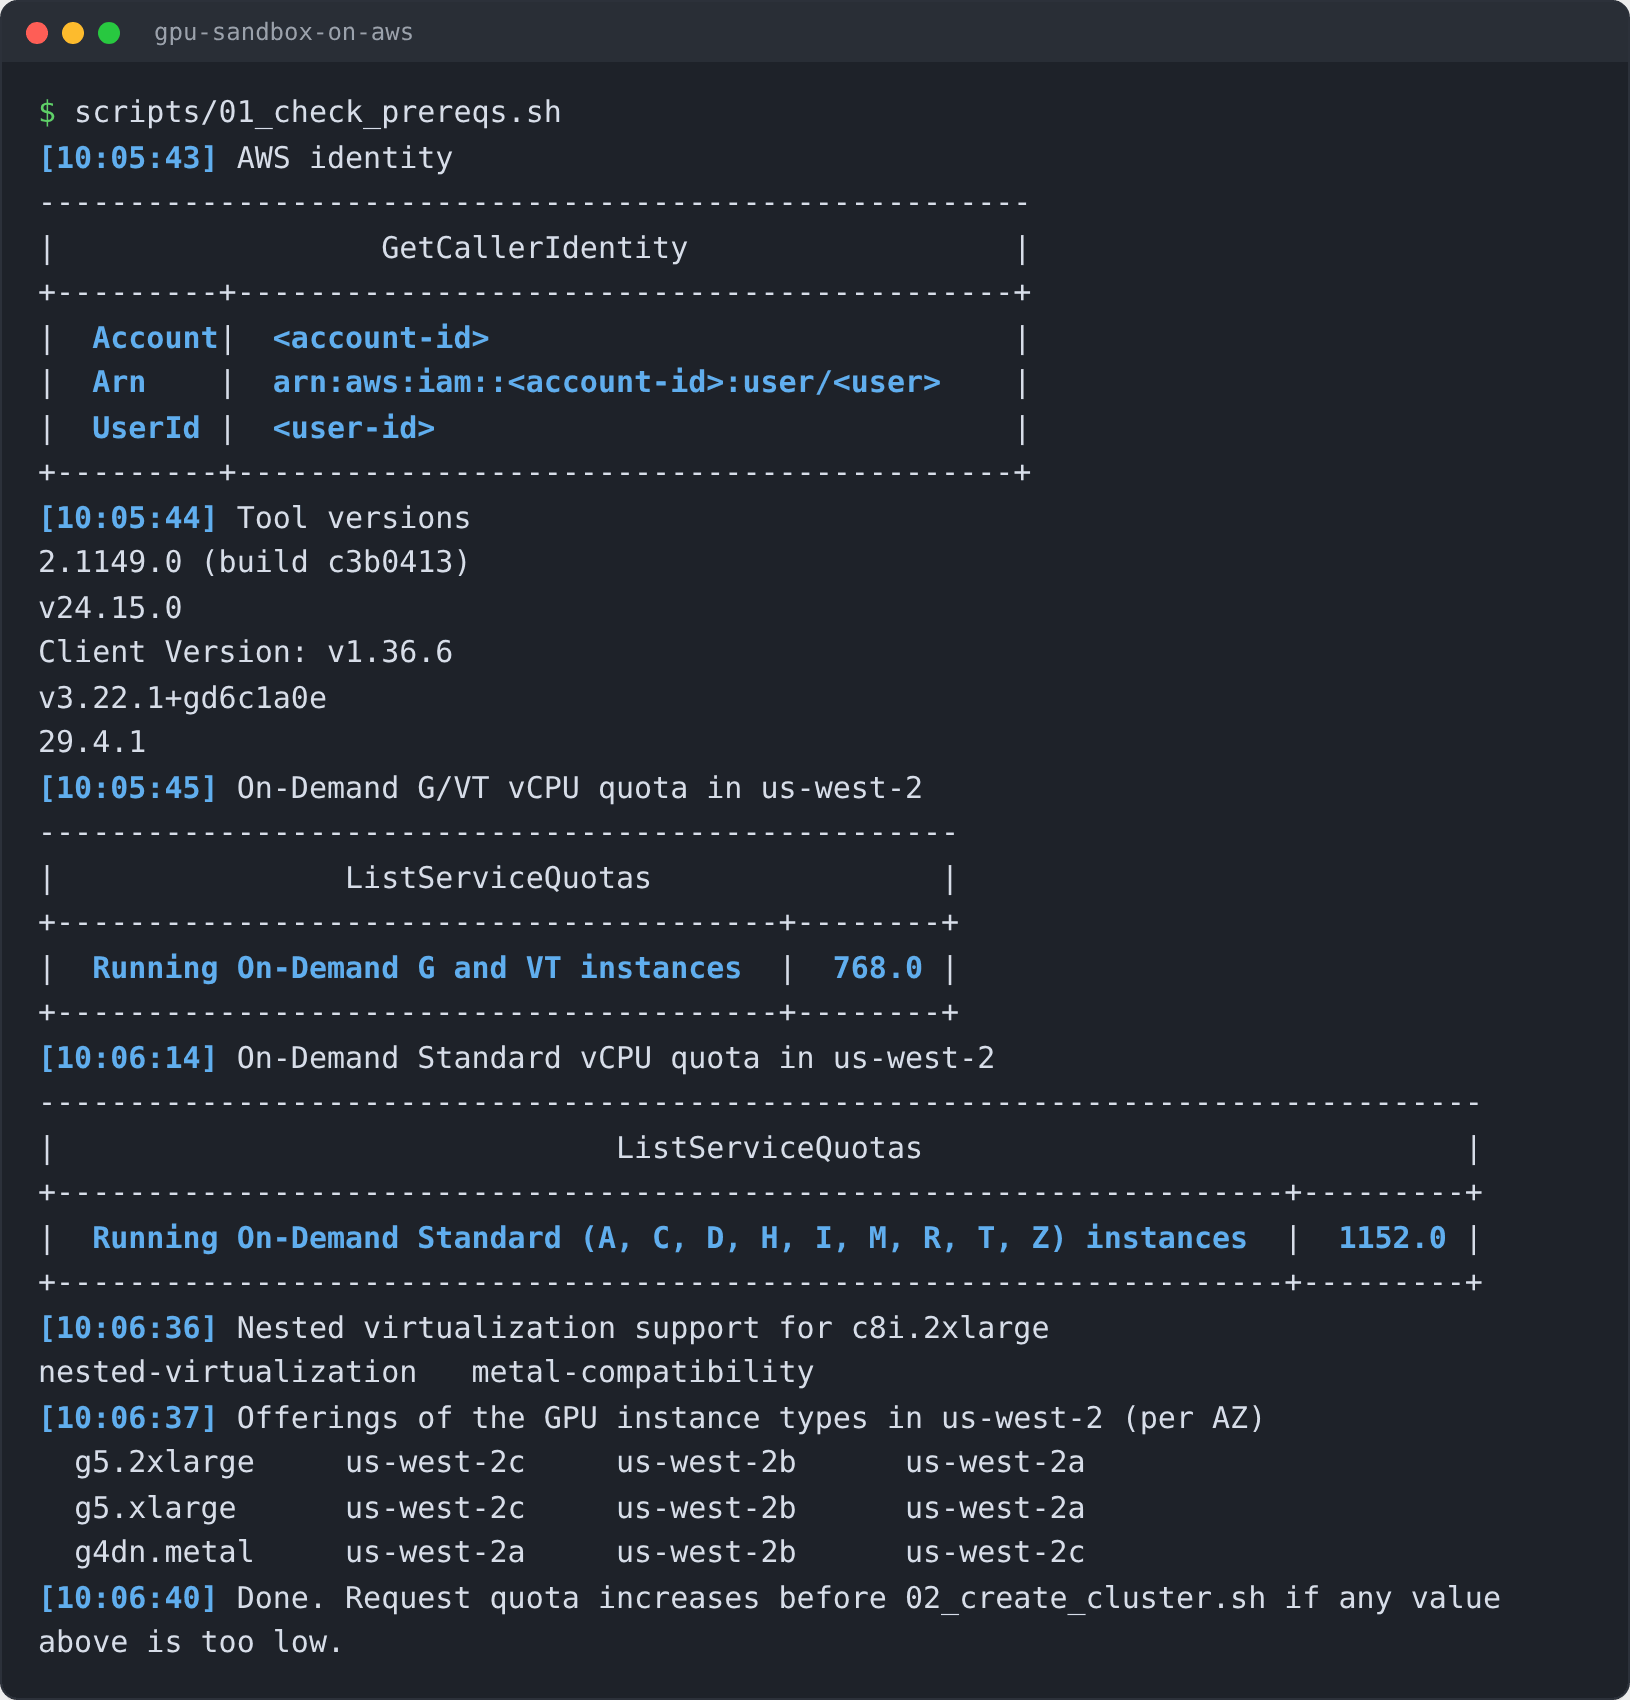 gpu-sandbox-on-aws
$ scripts/01_check_prereqs.sh
[10:05:43] AWS identity
-------------------------------------------------------
|                  GetCallerIdentity                  |
+---------+-------------------------------------------+
|  Account|  <account-id>                             |
|  Arn    |  arn:aws:iam::<account-id>:user/<user>    |
|  UserId |  <user-id>                                |
+---------+-------------------------------------------+
[10:05:44] Tool versions
2.1149.0 (build c3b0413)
v24.15.0
Client Version: v1.36.6
v3.22.1+gd6c1a0e
29.4.1
[10:05:45] On-Demand G/VT vCPU quota in us-west-2
---------------------------------------------------
|                ListServiceQuotas                |
+----------------------------------------+--------+
|  Running On-Demand G and VT instances  |  768.0 |
+----------------------------------------+--------+
[10:06:14] On-Demand Standard vCPU quota in us-west-2
--------------------------------------------------------------------------------
|                               ListServiceQuotas                              |
+--------------------------------------------------------------------+---------+
|  Running On-Demand Standard (A, C, D, H, I, M, R, T, Z) instances  |  1152.0 |
+--------------------------------------------------------------------+---------+
[10:06:36] Nested virtualization support for c8i.2xlarge
nested-virtualization   metal-compatibility
[10:06:37] Offerings of the GPU instance types in us-west-2 (per AZ)
  g5.2xlarge     us-west-2c     us-west-2b      us-west-2a
  g5.xlarge      us-west-2c     us-west-2b      us-west-2a
  g4dn.metal     us-west-2a     us-west-2b      us-west-2c
[10:06:40] Done. Request quota increases before 02_create_cluster.sh if any value
above is too low.